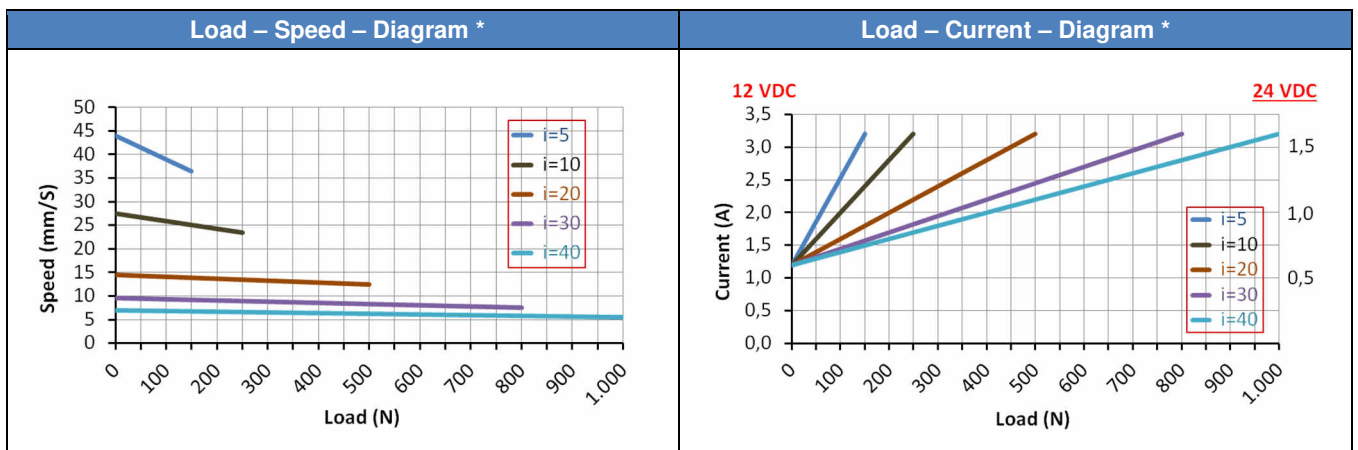 Load – Speed – Diagram *
Load – Current – Diagram *
50
45
40
35
30
25
20
15
10
5
0
Speed (mm/S)
i=5
i=10
i=20
i=30
i=40
0
100
200
300
400
500
600
700
800
900
1.000
Load (N)
12 VDC
24 VDC
3,5
3,0
2,5
2,0
1,5
1,0
0,5
0,0
Current (A)
1,5
1,0
0,5
i=5
i=10
i=20
i=30
i=40
0
100
200
300
400
500
600
700
800
900
1.000
Load (N)